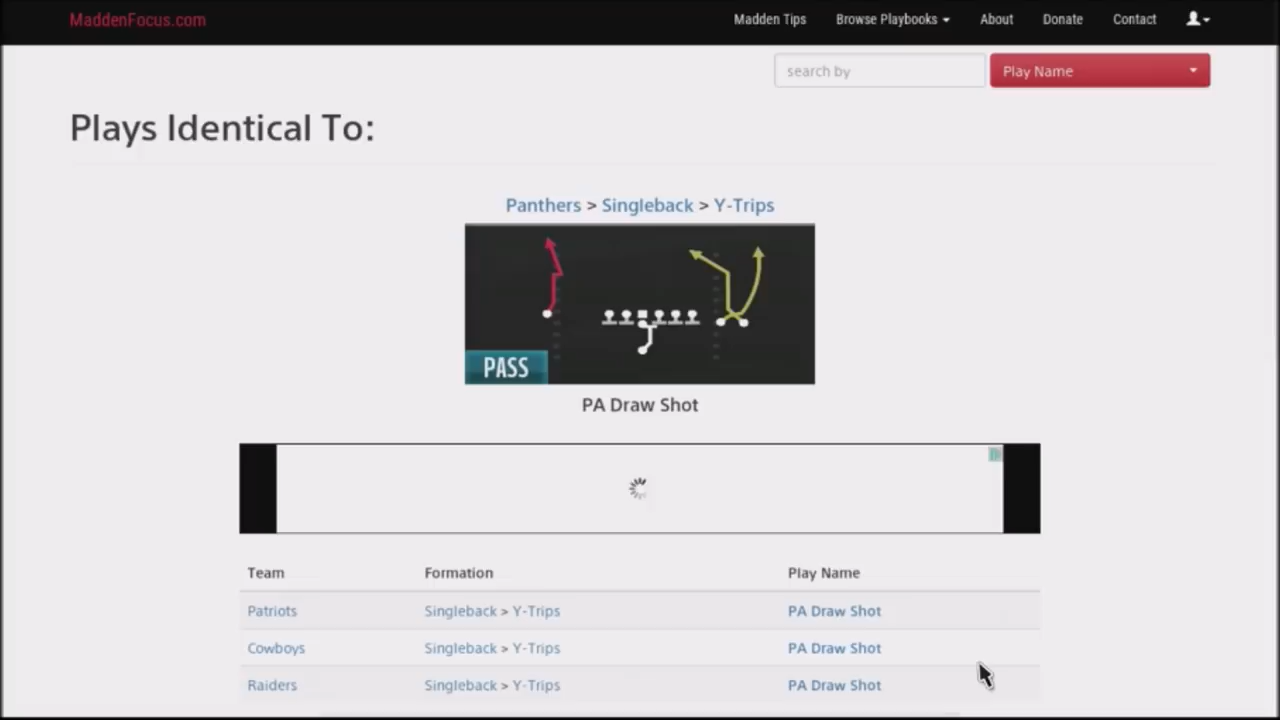 MaddenFocus.com
Madden Tips Browse Playbooks About Donate Contact
search by Play Name
Plays Identical To:
Panthers > Singleback > Y-Trips
PASS
PA Draw Shot
Team Formation Play Name
Patriots Singleback > Y-Trips PA Draw Shot
Cowboys Singleback > Y-Trips PA Draw Shot
Raiders Singleback > Y-Trips PA Draw Shot